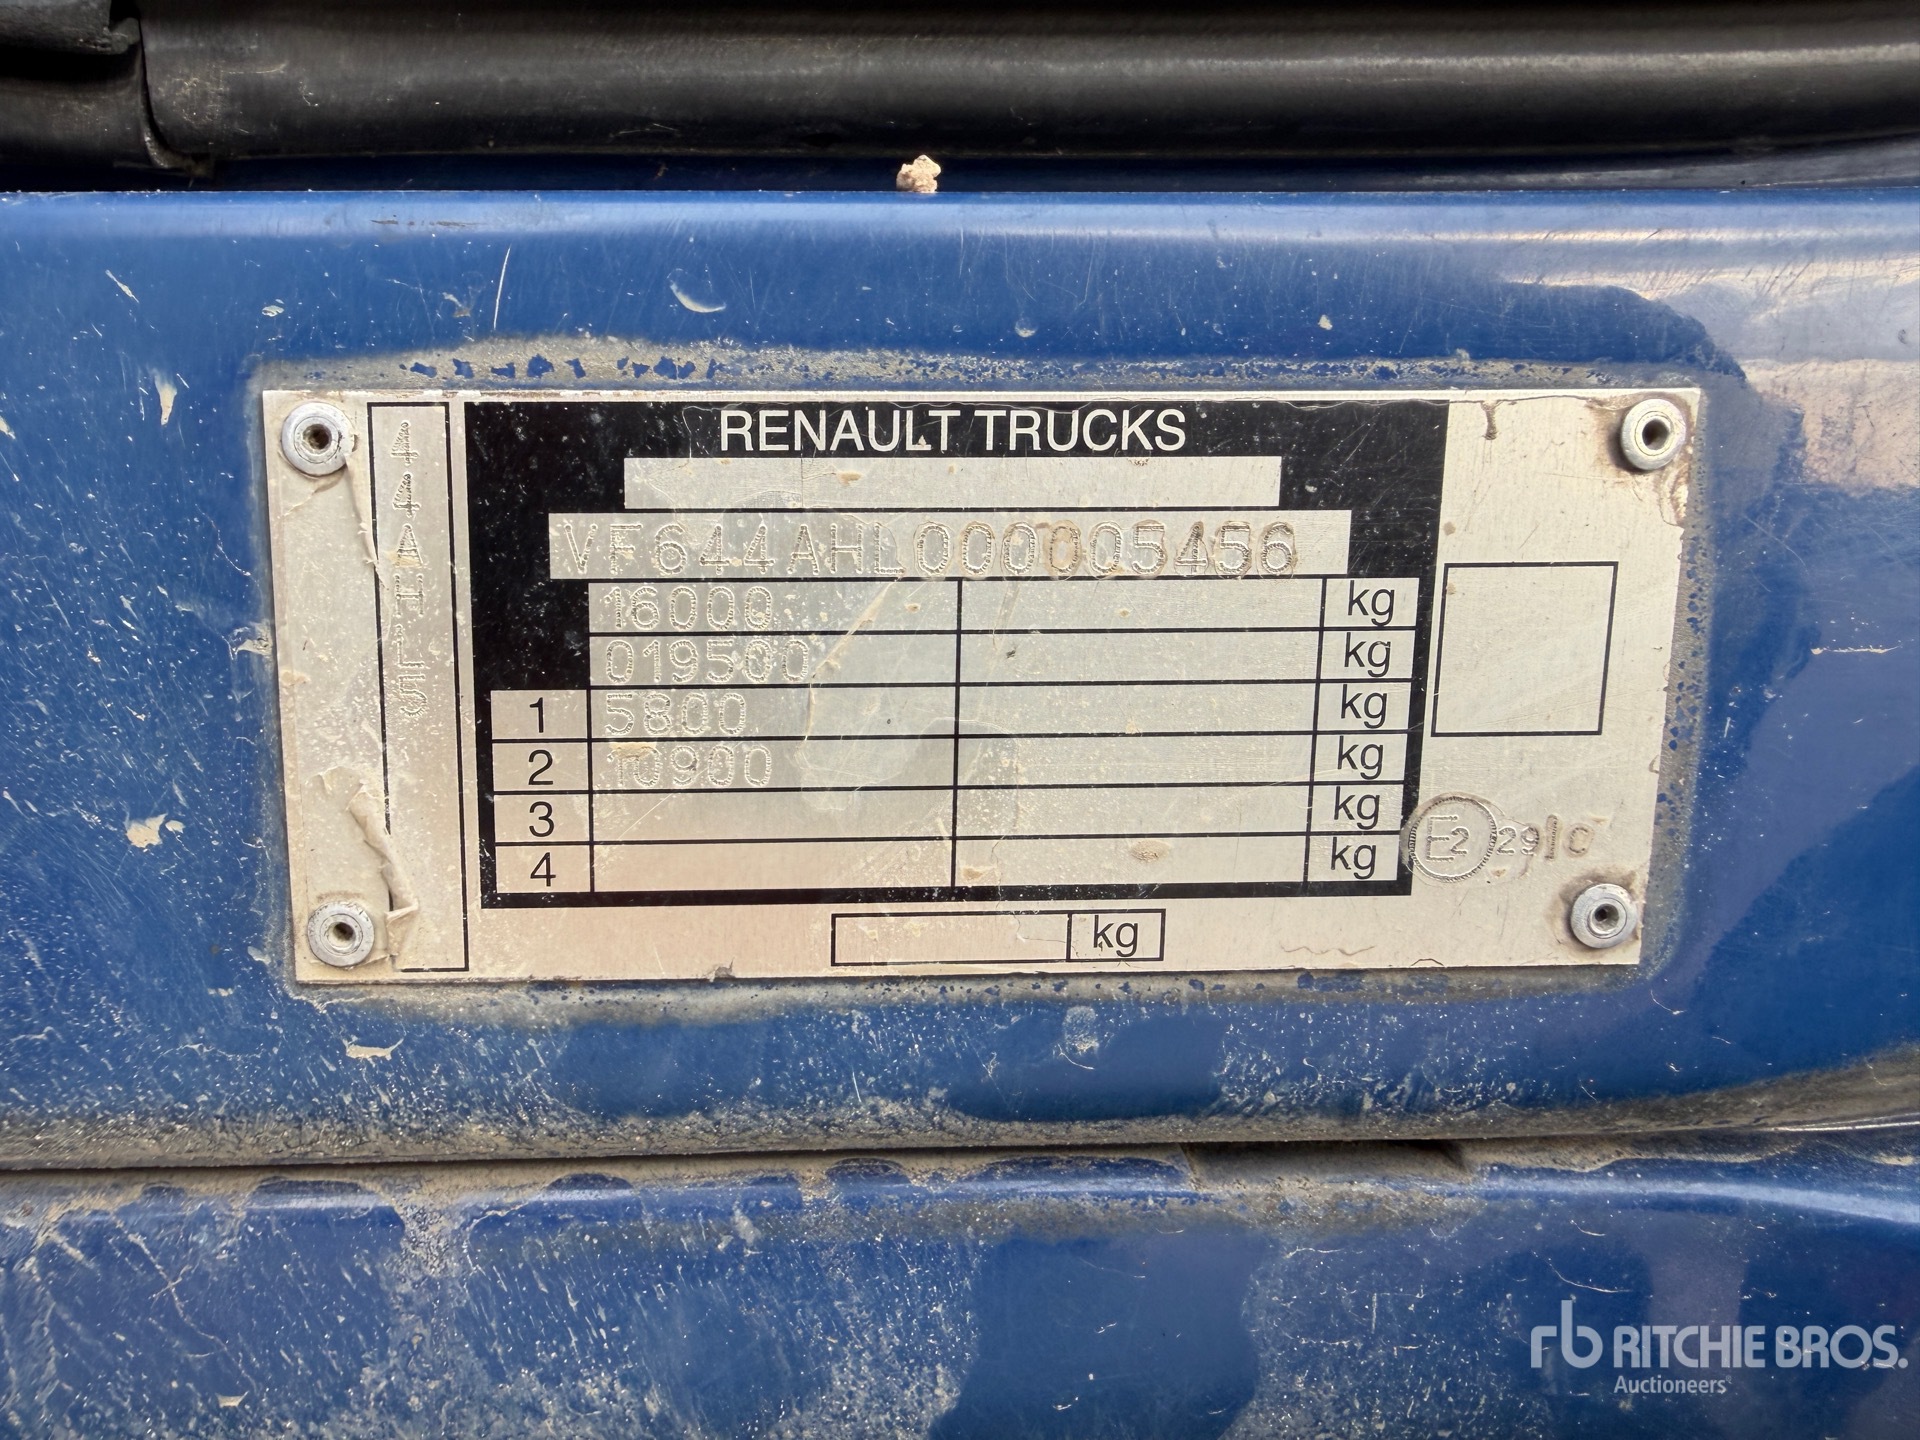 RENAULT TRUCKS
VF644AHL000005456
16000 kg
019500 kg
1 5800 kg
2 10900 kg
3 kg
4 kg
E2 2910
kg
rb RITCHIE BROS.
Auctioneers